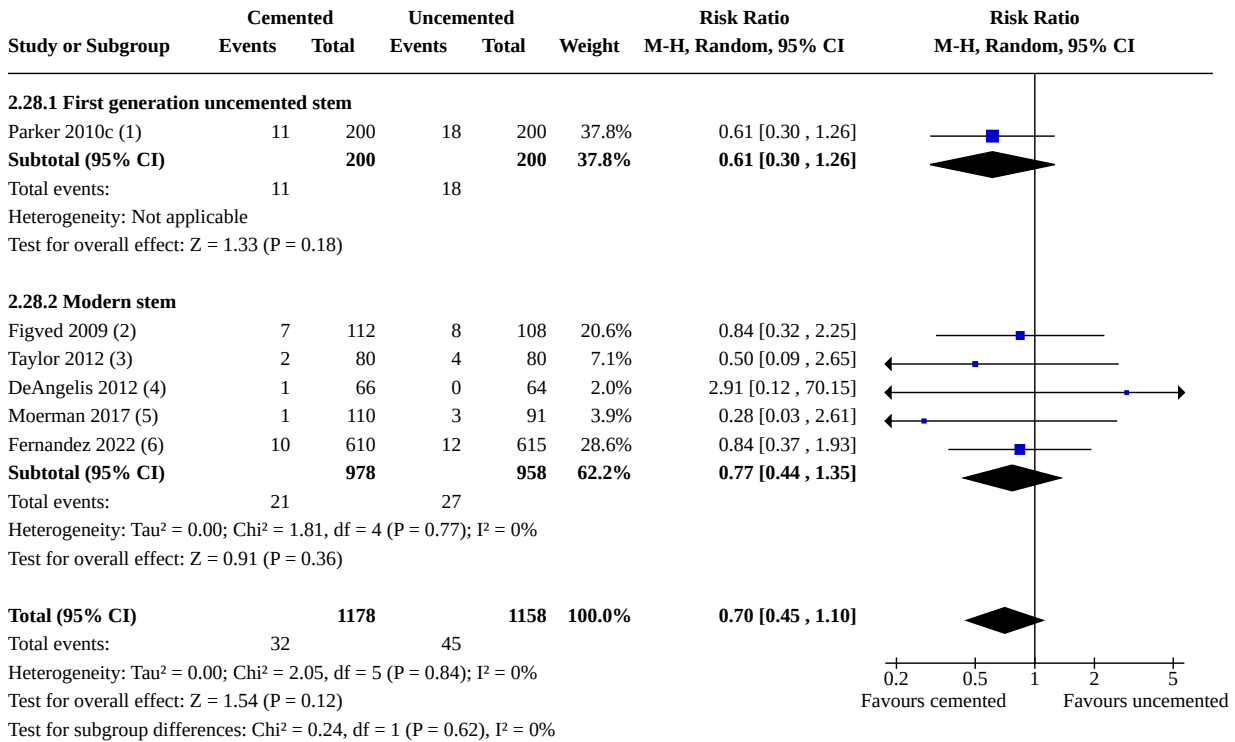 Cemented Uncemented Risk Ratio Risk Ratio
Study or Subgroup Events Total Events Total Weight M-H, Random, 95% CI M-H, Random, 95% CI
2.28.1 First generation uncemented stem
Parker 2010c (1) 11 200 18 200 37.8% 0.61 [0.30 , 1.26]
Subtotal (95% CI) 200 200 37.8% 0.61 [0.30 , 1.26]
Total events: 11 18
Heterogeneity: Not applicable
Test for overall effect: Z = 1.33 (P = 0.18)
2.28.2 Modern stem
Figved 2009 (2) 7 112 8 108 20.6% 0.84 [0.32 , 2.25]
Taylor 2012 (3) 2 80 4 80 7.1% 0.50 [0.09 , 2.65]
DeAngelis 2012 (4) 1 66 0 64 2.0% 2.91 [0.12 , 70.15]
Moerman 2017 (5) 1 110 3 91 3.9% 0.28 [0.03 , 2.61]
Fernandez 2022 (6) 10 610 12 615 28.6% 0.84 [0.37 , 1.93]
Subtotal (95% CI) 978 958 62.2% 0.77 [0.44 , 1.35]
Total events: 21 27
Heterogeneity: Tau² = 0.00; Chi² = 1.81, df = 4 (P = 0.77); I² = 0%
Test for overall effect: Z = 0.91 (P = 0.36)
Total (95% CI) 1178 1158 100.0% 0.70 [0.45 , 1.10]
Total events: 32 45
Heterogeneity: Tau² = 0.00; Chi² = 2.05, df = 5 (P = 0.84); I² = 0%
Test for overall effect: Z = 1.54 (P = 0.12)
Test for subgroup differences: Chi² = 0.24, df = 1 (P = 0.62), I² = 0%
0.2 0.5 1 2 5
Favours cemented Favours uncemented